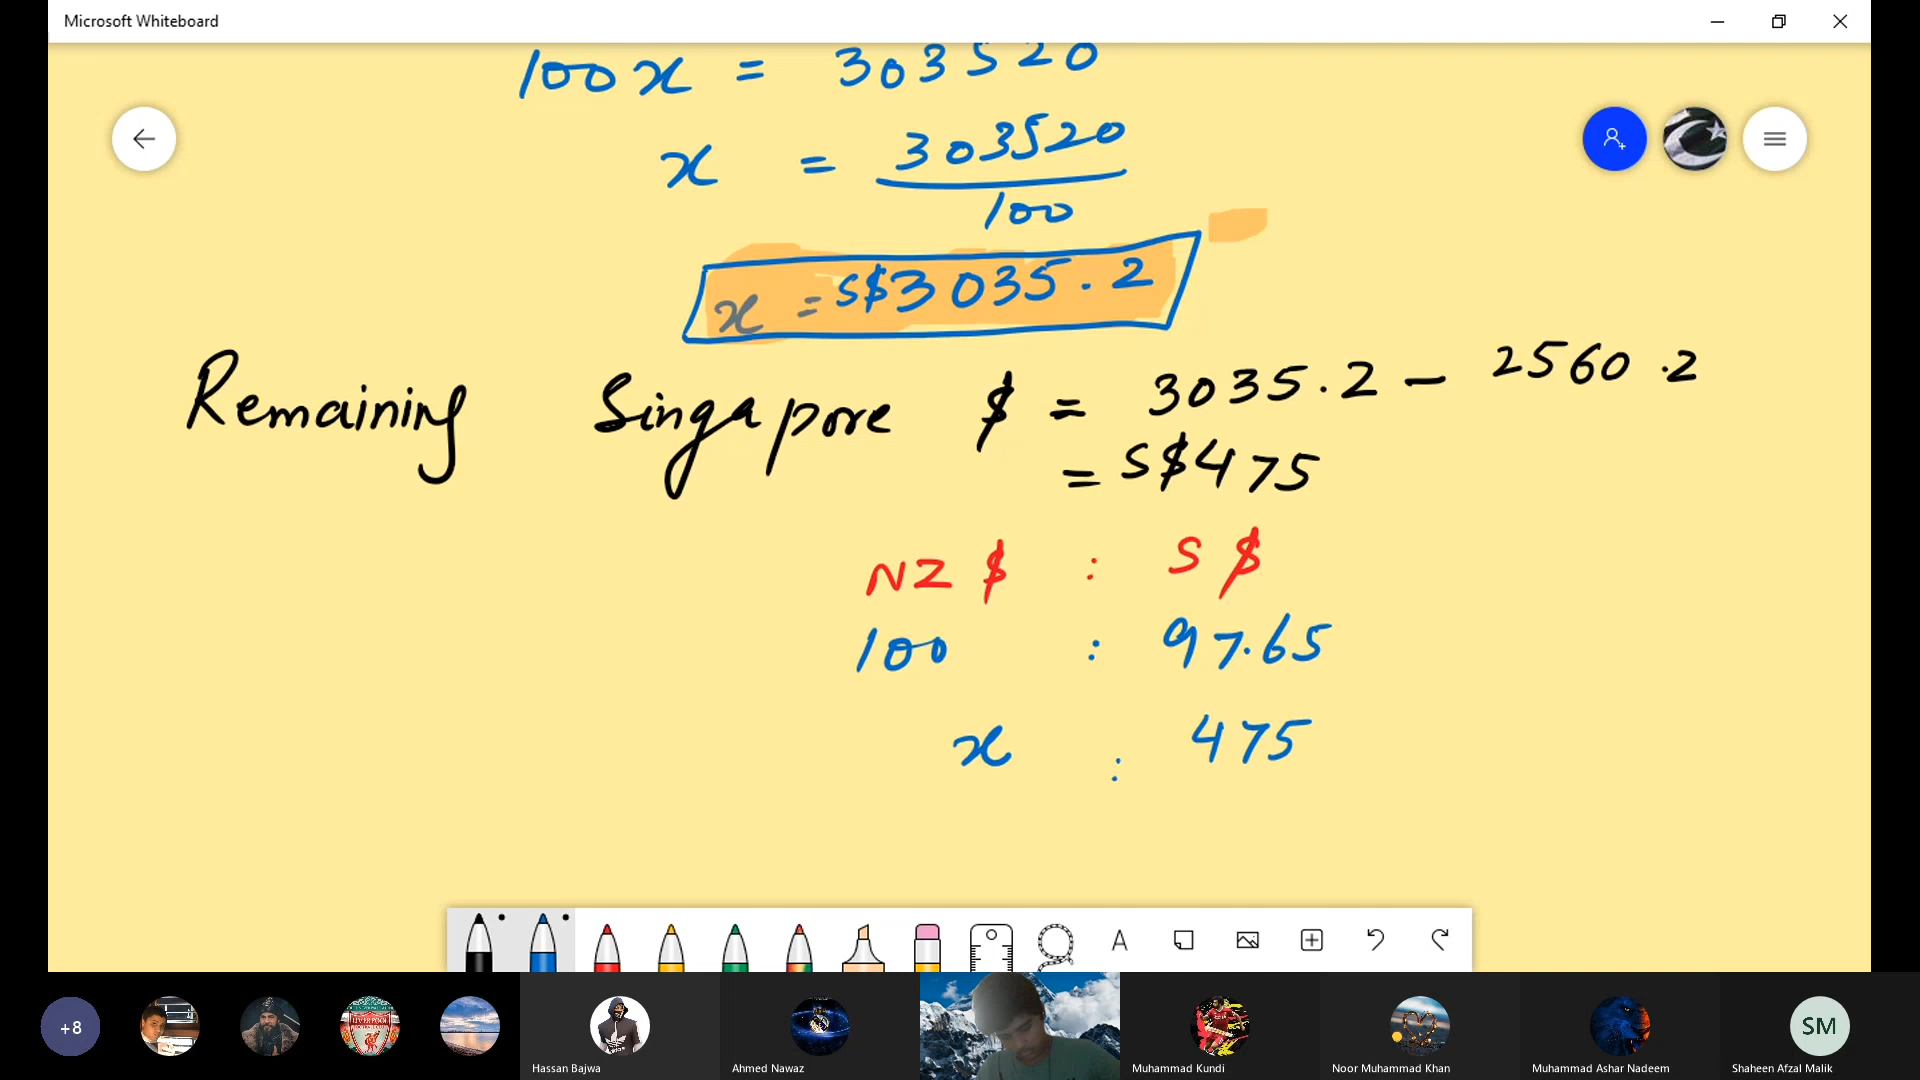 Microsoft Whiteboard
100x = 303520
x = 303520
100
x = S$3035.2
Remaining Singapore $ = 3035.2 - 2560.2
= S$475
NZ $ : S $
100 : 97.65
x : 475
A
+8
LIVERPOOL
SM
Hassan Bajwa
Ahmed Nawaz
Muhammad Kundi
Noor Muhammad Khan
Muhammad Ashar Nadeem
Shaheen Afzal Malik